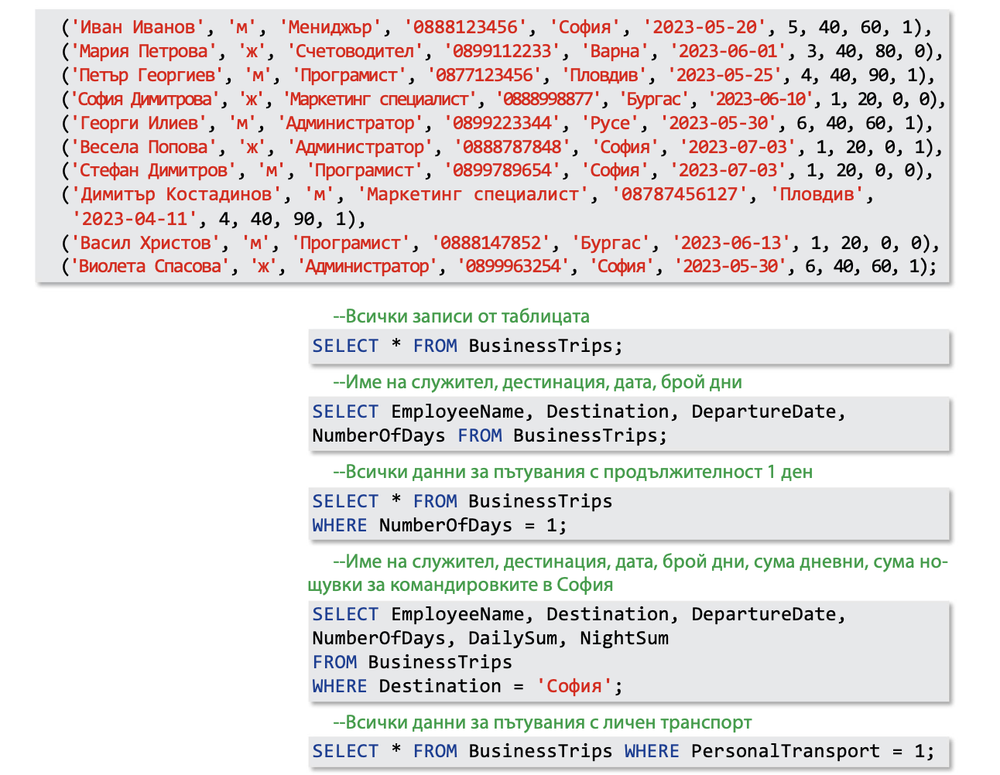 ('Иван Иванов', 'м', 'Мениджър', '0888123456', 'София', '2023-05-20', 5, 40, 60, 1),
('Мария Петрова', 'ж', 'Счетоводител', '0899112233', 'Варна', '2023-06-01', 3, 40, 80, 0),
('Петър Георгиев', 'м', 'Програмист', '0877123456', 'Пловдив', '2023-05-25', 4, 40, 90, 1),
('София Димитрова', 'ж', 'Маркетинг специалист', '0888998877', 'Бургас', '2023-06-10', 1, 20, 0, 0),
('Георги Илиев', 'м', 'Администратор', '0899223344', 'Русе', '2023-05-30', 6, 40, 60, 1),
('Весела Попова', 'ж', 'Администратор', '0888787848', 'София', '2023-07-03', 1, 20, 0, 1),
('Стефан Димитров', 'м', 'Програмист', '0899789654', 'София', '2023-07-03', 1, 20, 0, 0),
('Димитър Костадинов', 'м', 'Маркетинг специалист', '08787456127', 'Пловдив',
'2023-04-11', 4, 40, 90, 1),
('Васил Христов', 'м', 'Програмист', '0888147852', 'Бургас', '2023-06-13', 1, 20, 0, 0),
('Виолета Спасова', 'ж', 'Администратор', '0899963254', 'София', '2023-05-30', 6, 40, 60, 1);
--Всички записи от таблицата
SELECT * FROM BusinessTrips;
--Име на служител, дестинация, дата, брой дни
SELECT EmployeeName, Destination, DepartureDate,
NumberOfDays FROM BusinessTrips;
--Всички данни за пътувания с продължителност 1 ден
SELECT * FROM BusinessTrips
WHERE NumberOfDays = 1;
--Име на служител, дестинация, дата, брой дни, сума дневни, сума но-
щувки за командировките в София
SELECT EmployeeName, Destination, DepartureDate,
NumberOfDays, DailySum, NightSum
FROM BusinessTrips
WHERE Destination = 'София';
--Всички данни за пътувания с личен транспорт
SELECT * FROM BusinessTrips WHERE PersonalTransport = 1;